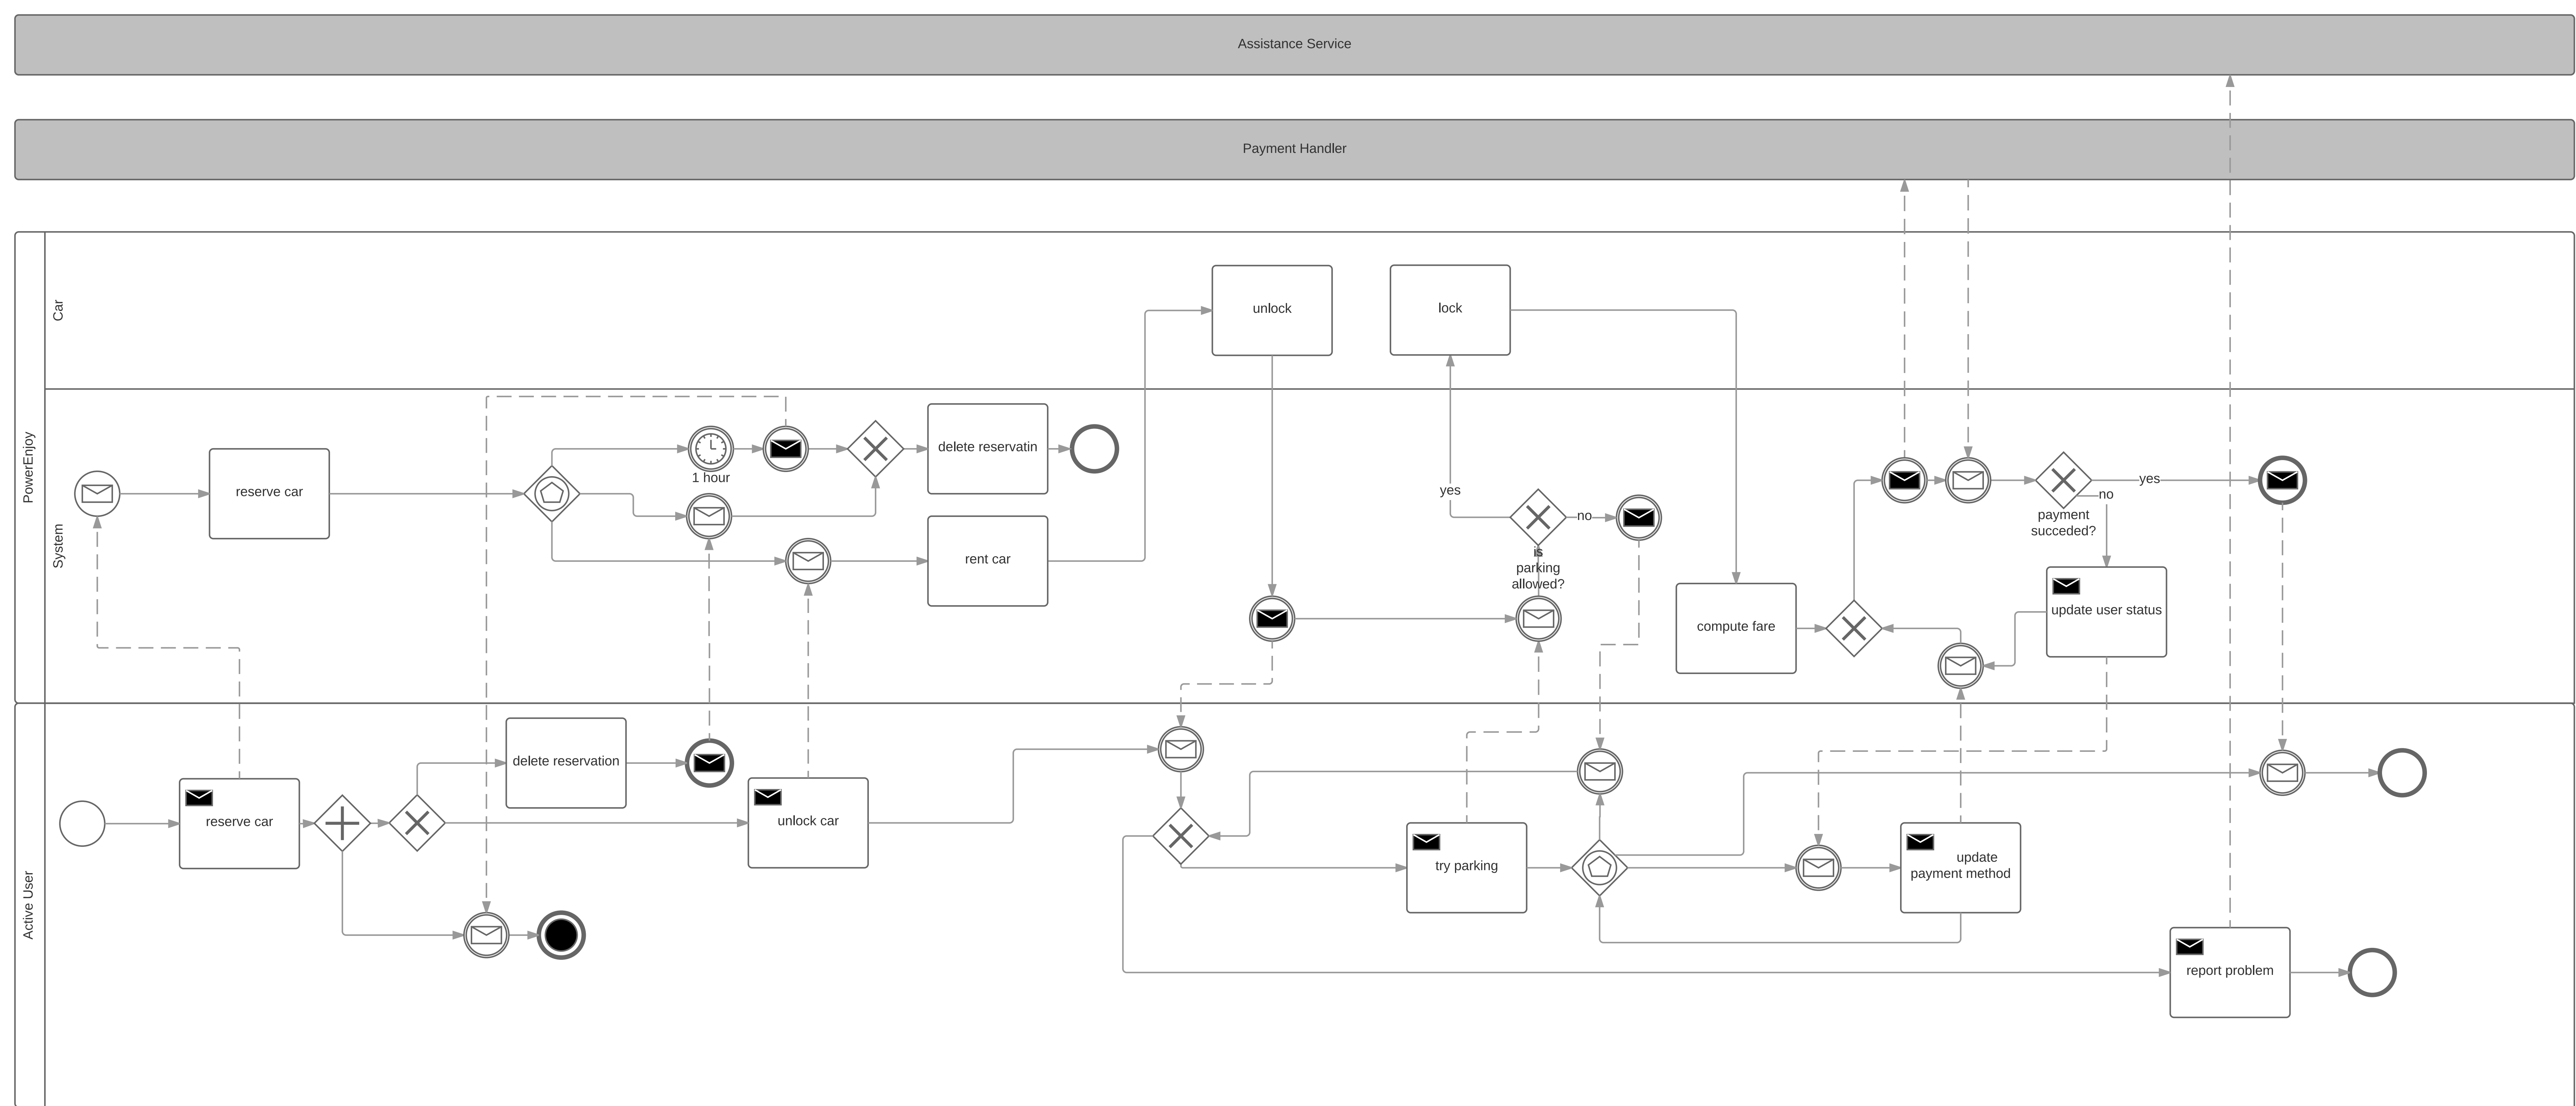 Assistance Service
Payment Handler
PowerEnjoy
Car
unlock
lock
System
reserve car
1 hour
delete reservatin
rent car
yes
no
is
parking
allowed?
compute fare
payment
succeded?
yes
no
update user status
Active User
reserve car
delete reservation
unlock car
try parking
update
payment method
report problem